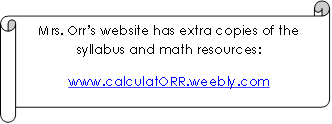 Mrs. Orr's website has extra copies of the
syllabus and math resources:
www.calculatORR.weebly.com